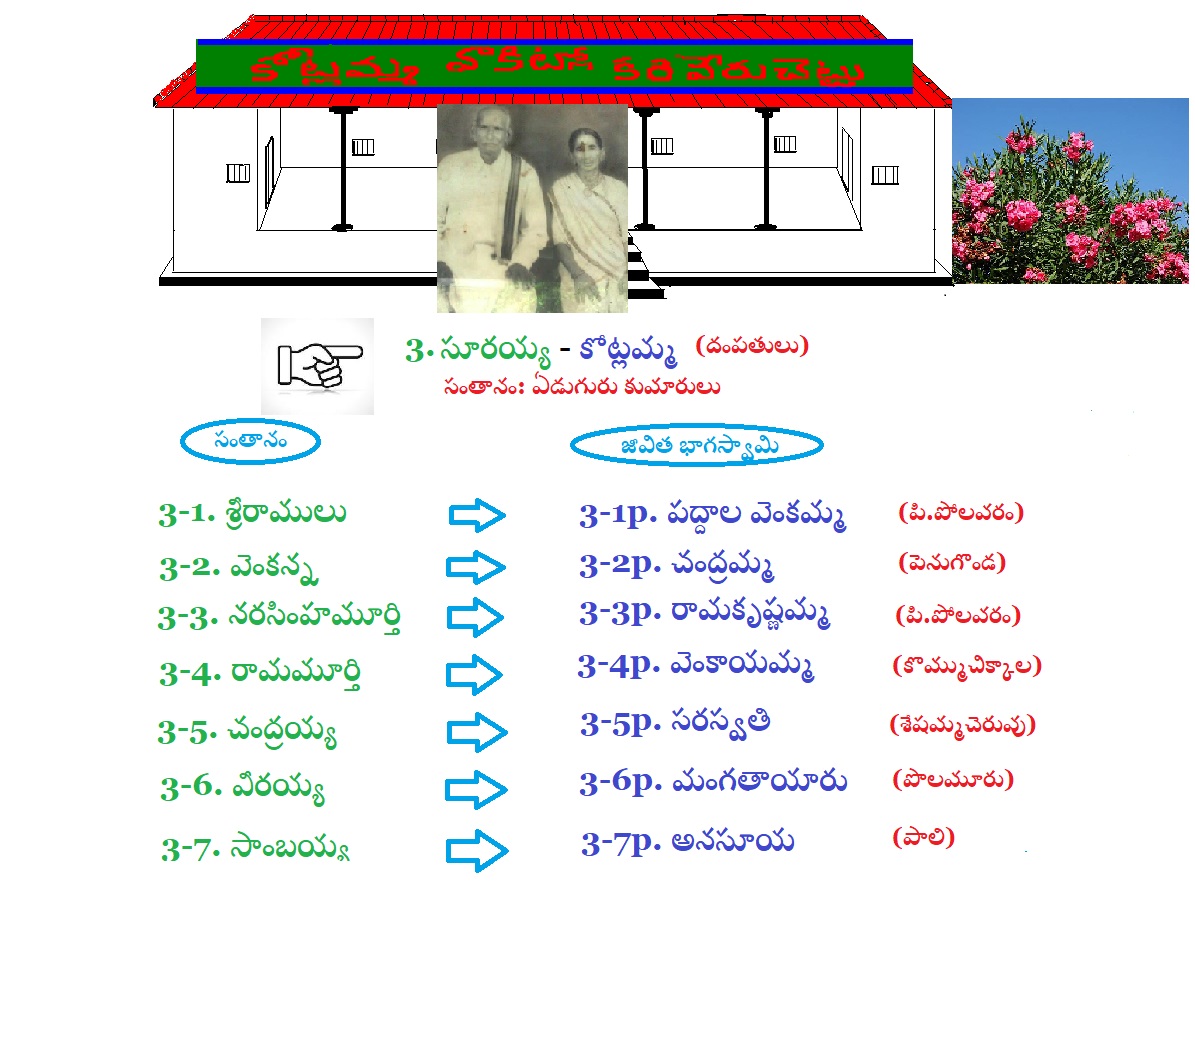 కోట్లమ్మ వాకిట్లో కరివేరుచెట్టు
3. సూరయ్య - కోట్లమ్మ (దంపతులు)
సంతానం: ఏడుగురు కుమారులు
సంతానం జీవిత భాగస్వామి
3-1. శ్రీరాములు 3-1p. పద్దాల వెంకమ్మ (పి.పోలవరం)
3-2. వెంకన్న 3-2p. చంద్రమ్మ (పెనుగొండ)
3-3. నరసింహమూర్తి 3-3p. రామకృష్ణమ్మ (పి.పోలవరం)
3-4. రామమూర్తి 3-4p. వెంకాయమ్మ (కొమ్ముచిక్కాల)
3-5. చంద్రయ్య 3-5p. సరస్వతి (శేషమ్మచెరువు)
3-6. వీరయ్య 3-6p. మంగతాయారు (పొలమూరు)
3-7. సాంబయ్య 3-7p. అనసూయ (పాలి)